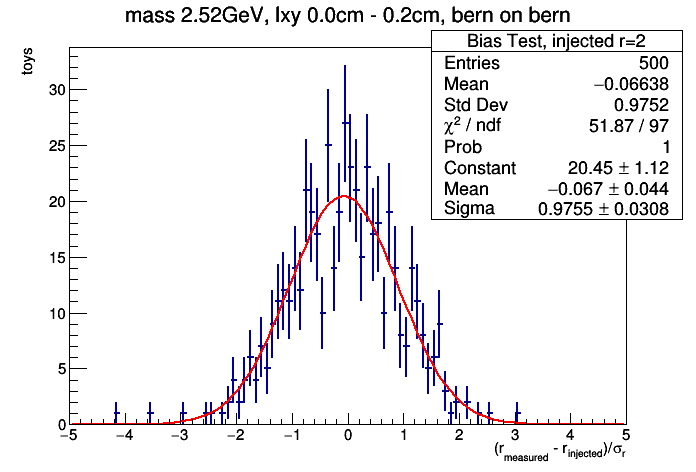 mass 2.52GeV, lxy 0.0cm - 0.2cm, bern on bern
Bias Test, injected r=2
Entries 500
Mean −0.06638
Std Dev 0.9752
χ² / ndf 51.87 / 97
Prob 1
Constant 20.45 ± 1.12
Mean −0.067 ± 0.044
Sigma 0.9755 ± 0.0308
toys
30
25
20
15
10
5
0
−5 −4 −3 −2 −1 0 1 2 3 4 5
(r_measured - r_injected)/σ_r